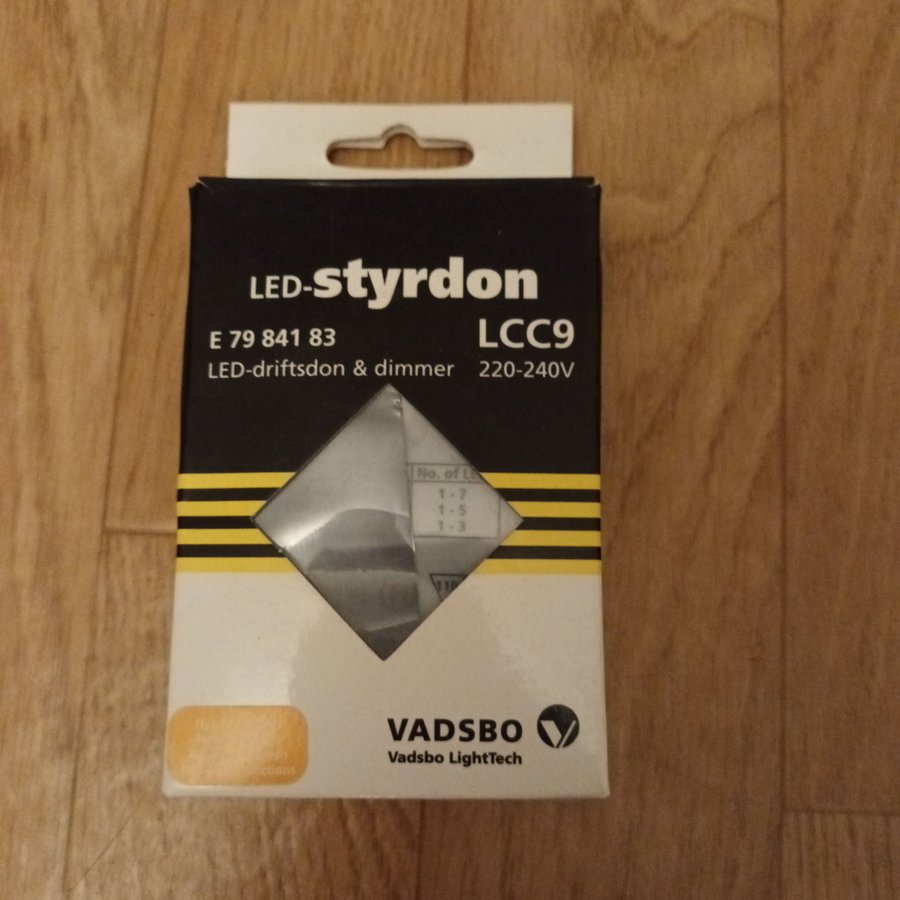 LED-styrdon
E 79 841 83
LCC9
LED-driftsdon & dimmer
220-240V
No. of
1 - 7
1 - 5
1 - 3
VADSBO
Vadsbo LightTech